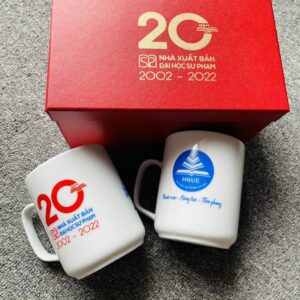 20
NHÀ XUẤT BẢN
ĐẠI HỌC SƯ PHẠM
2002 - 2022
20
NHÀ XUẤT BẢN
ĐẠI HỌC SƯ PHẠM
2002 - 2022
HNUE